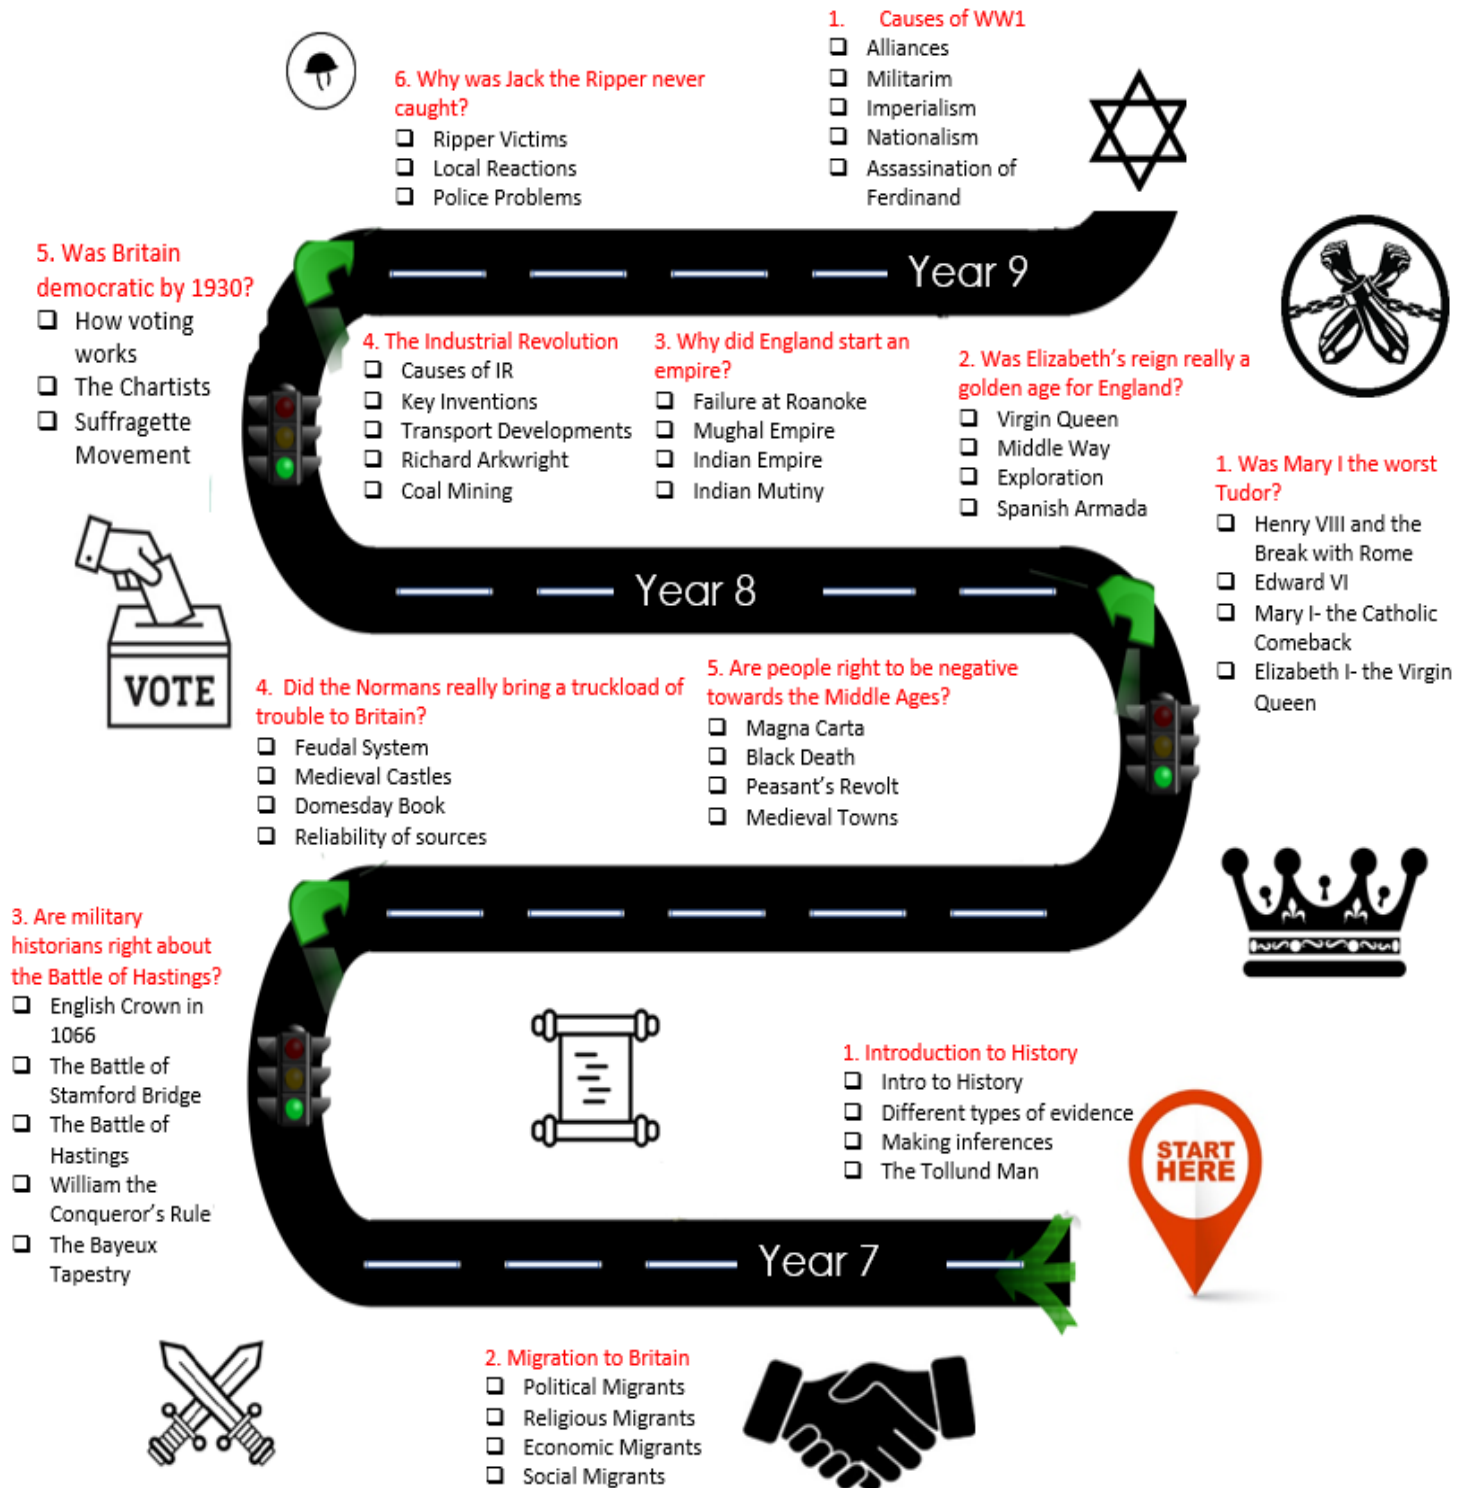 1. Causes of WW1
Alliances
Militarim
Imperialism
Nationalism
Assassination of
Ferdinand
6. Why was Jack the Ripper never
caught?
Ripper Victims
Local Reactions
Police Problems
Year 9
5. Was Britain
democratic by 1930?
How voting
works
The Chartists
Suffragette
Movement
4. The Industrial Revolution
Causes of IR
Key Inventions
Transport Developments
Richard Arkwright
Coal Mining
3. Why did England start an
empire?
Failure at Roanoke
Mughal Empire
Indian Empire
Indian Mutiny
2. Was Elizabeth’s reign really a
golden age for England?
Virgin Queen
Middle Way
Exploration
Spanish Armada
1. Was Mary I the worst
Tudor?
Henry VIII and the
Break with Rome
Edward VI
Mary I- the Catholic
Comeback
Elizabeth I- the Virgin
Queen
Year 8
VOTE
4. Did the Normans really bring a truckload of
trouble to Britain?
Feudal System
Medieval Castles
Domesday Book
Reliability of sources
5. Are people right to be negative
towards the Middle Ages?
Magna Carta
Black Death
Peasant’s Revolt
Medieval Towns
3. Are military
historians right about
the Battle of Hastings?
English Crown in
1066
The Battle of
Stamford Bridge
The Battle of
Hastings
William the
Conqueror’s Rule
The Bayeux
Tapestry
1. Introduction to History
Intro to History
Different types of evidence
Making inferences
The Tollund Man
START
HERE
Year 7
2. Migration to Britain
Political Migrants
Religious Migrants
Economic Migrants
Social Migrants